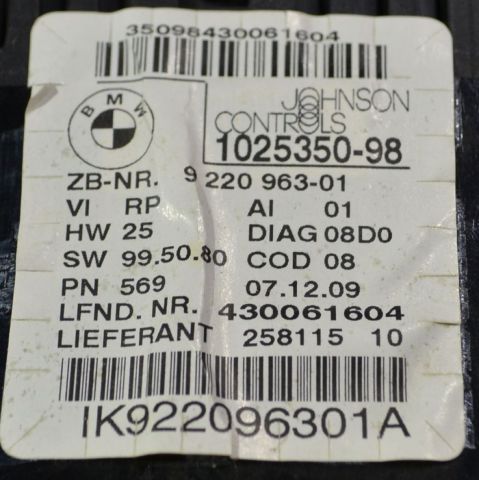 35098430061604
BMW
JOHNSON
CONTROLS
1025350-98
ZB-NR. 9 220 963-01
VI RP AI 01
HW 25 DIAG 08D0
SW 99.50.80 COD 08
PN 569 07.12.09
LFND. NR. 430061604
LIEFERANT 258115 10
IK922096301A